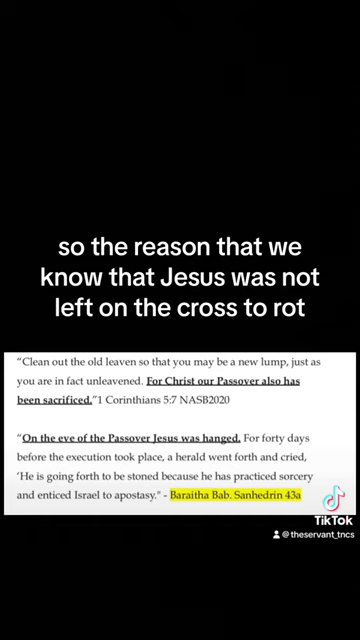 so the reason that we
know that Jesus was not
left on the cross to rot
“Clean out the old leaven so that you may be a new lump, just as
you are in fact unleavened. For Christ our Passover also has
been sacrificed.”1 Corinthians 5:7 NASB2020
“On the eve of the Passover Jesus was hanged. For forty days
before the execution took place, a herald went forth and cried,
‘He is going forth to be stoned because he has practiced sorcery
and enticed Israel to apostasy." - Baraitha Bab. Sanhedrin 43a
TikTok
@theservant_tncs